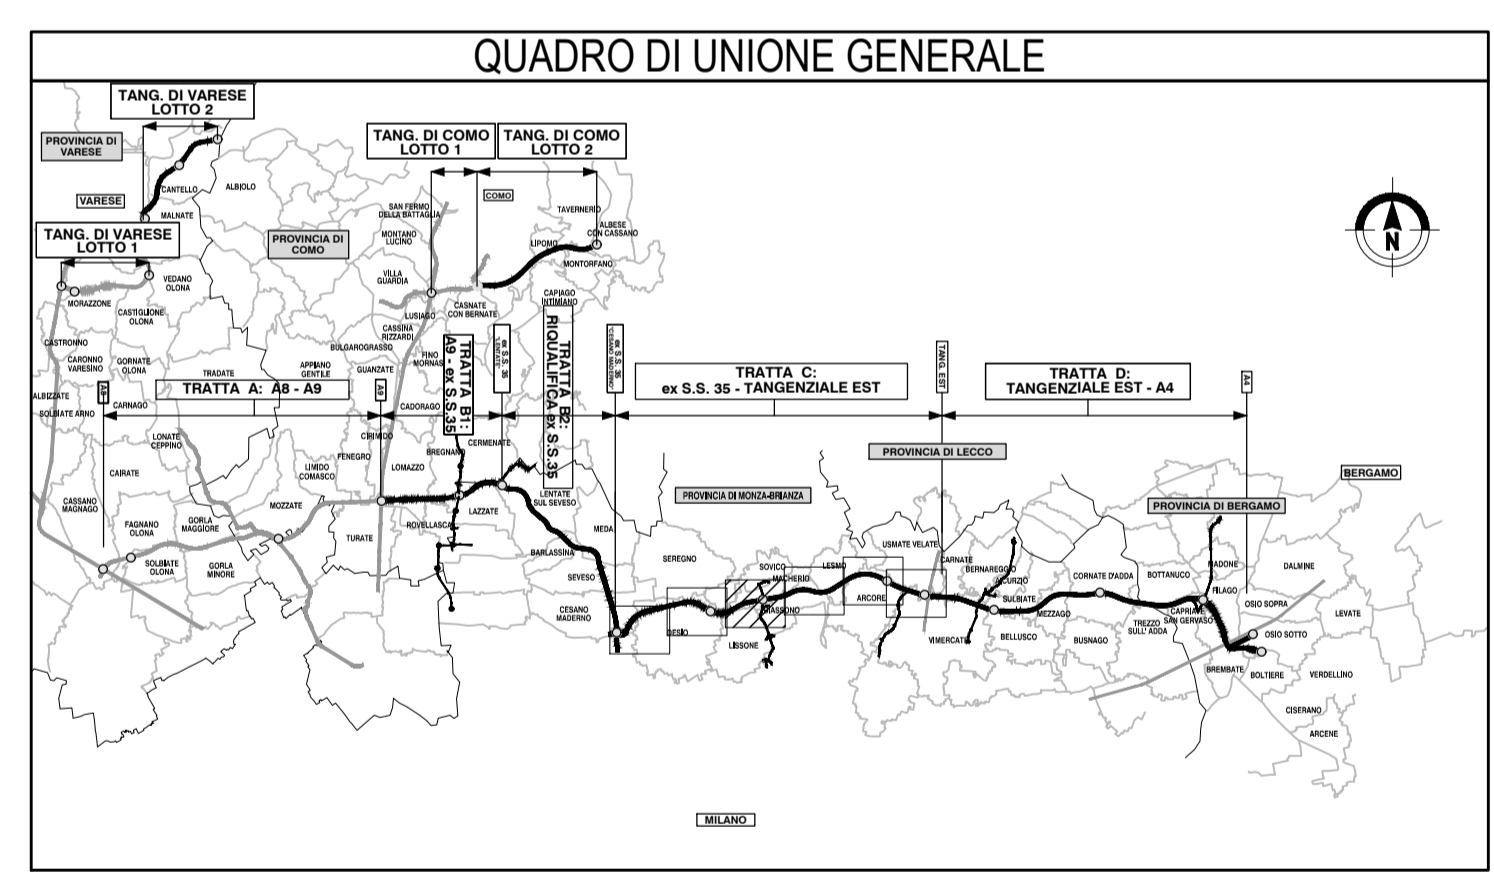 QUADRO DI UNIONE GENERALE
TANG. DI VARESE
LOTTO 2
PROVINCIA DI
VARESE
TANG. DI COMO
LOTTO 1
TANG. DI COMO
LOTTO 2
CANTELLO
ALBIOLO
VARESE
MALNATE
COMO
SAN FERMO
DELLA BATTAGLIA
TAVERNERIO
ALBESE
CON CASSANO
TANG. DI VARESE
LOTTO 1
PROVINCIA DI
COMO
MONTANO
LUCINO
LIPOMO
MONTORFANO
N
VEDANO
OLONA
VILLA
GUARDIA
MORAZZONE
CASTIGLIONE
OLONA
LUSIAGO
CASNATE
CON BERNATE
CAPIAGO
INTIMIANO
CASTRONNO
CASSINA
RIZZARDI
BULGAROGRASSO
CARONNO
VARESINO
GORNATE
OLONA
TRADATE
APPIANO
GENTILE
GUANZATE
FINO
MORNAS
TRATTA B1:
A9 - ex S.S.35
ex S.S. 35
"LENTATE"
TRATTA B2:
RIQUALIFICA ex S.S.35
ex S.S. 35
"CESANO MADERNO"
TRATTA C:
ex S.S. 35 - TANGENZIALE EST
TANG. EST
TRATTA D:
TANGENZIALE EST - A4
A4
ALBIZZATE
SOLBIATE ARNO
A8
CARNAGO
TRATTA A: A8 - A9
A9
CADORAGO
CIRIMIDO
LONATE
CEPPINO
FENEGRO
BREGNANO
CERMENATE
PROVINCIA DI LECCO
CAIRATE
LIMIDO
COMASCO
LOMAZZO
BERGAMO
CASSANO
MAGNAGO
MOZZATE
LENTATE
SUL SEVESO
PROVINCIA DI MONZA-BRIANZA
PROVINCIA DI BERGAMO
FAGNANO
OLONA
GORLA
MAGGIORE
ROVELLASCA
LAZZATE
MEDA
TURATE
BARLASSINA
SEREGNO
USMATE VELATE
CARNATE
SOLBIATE
OLONA
GORLA
MINORE
SEVESO
SOVICO
MACHERIO
LESMO
BERNAREGGIO
AICURZIO
CORNATE D'ADDA
BOTTANUCO
MADONE
DALMINE
CESANO
MADERNO
DESIO
BIASSONO
ARCORE
SULBIATE
MEZZAGO
FILAGO
OSIO SOPRA
CAPRIATE
SAN GERVASO
TREZZO
SULL' ADDA
LEVATE
LISSONE
VIMERCATE
BELLUSCO
BUSNAGO
OSIO SOTTO
BREMBATE
BOLTIERE
VERDELLINO
CISERANO
ARCENE
MILANO